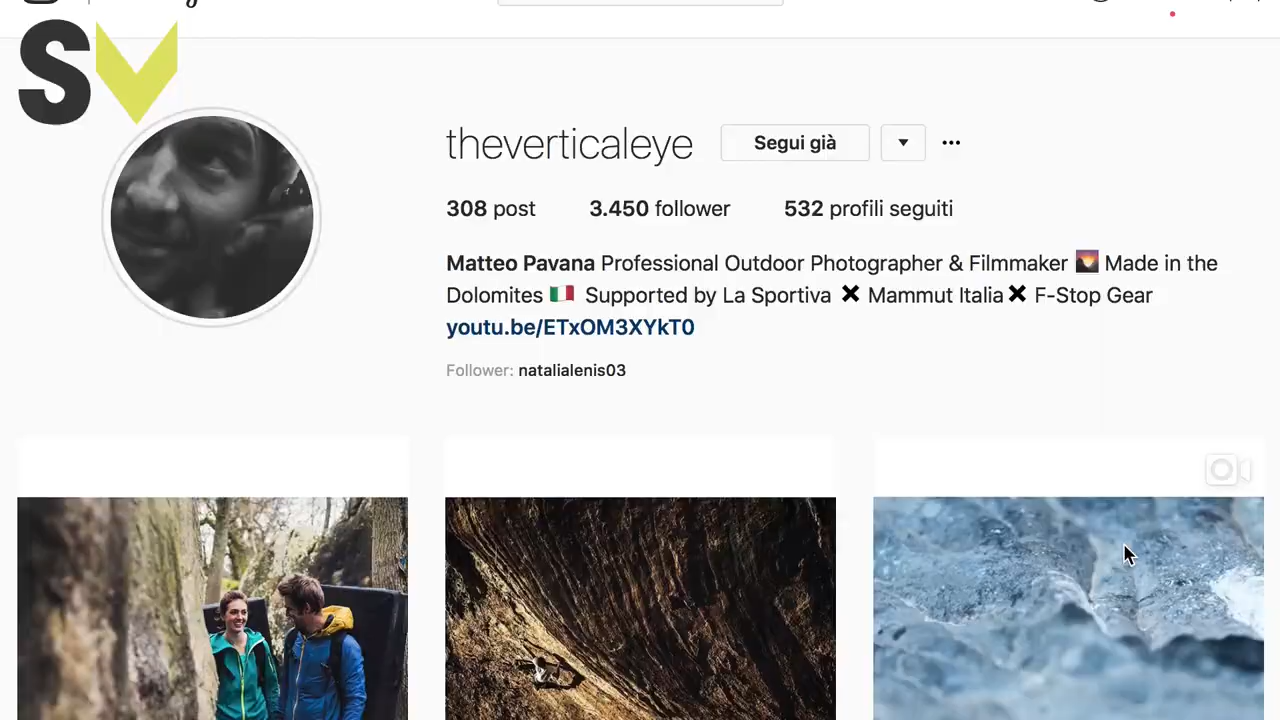 SV
theverticaleye Segui già
308 post 3.450 follower 532 profili seguiti
Matteo Pavana Professional Outdoor Photographer & Filmmaker 🌄 Made in the
Dolomites 🇮🇹 Supported by La Sportiva ✖ Mammut Italia ✖ F-Stop Gear
youtu.be/ETxOM3XYkT0
Follower: natalialenis03